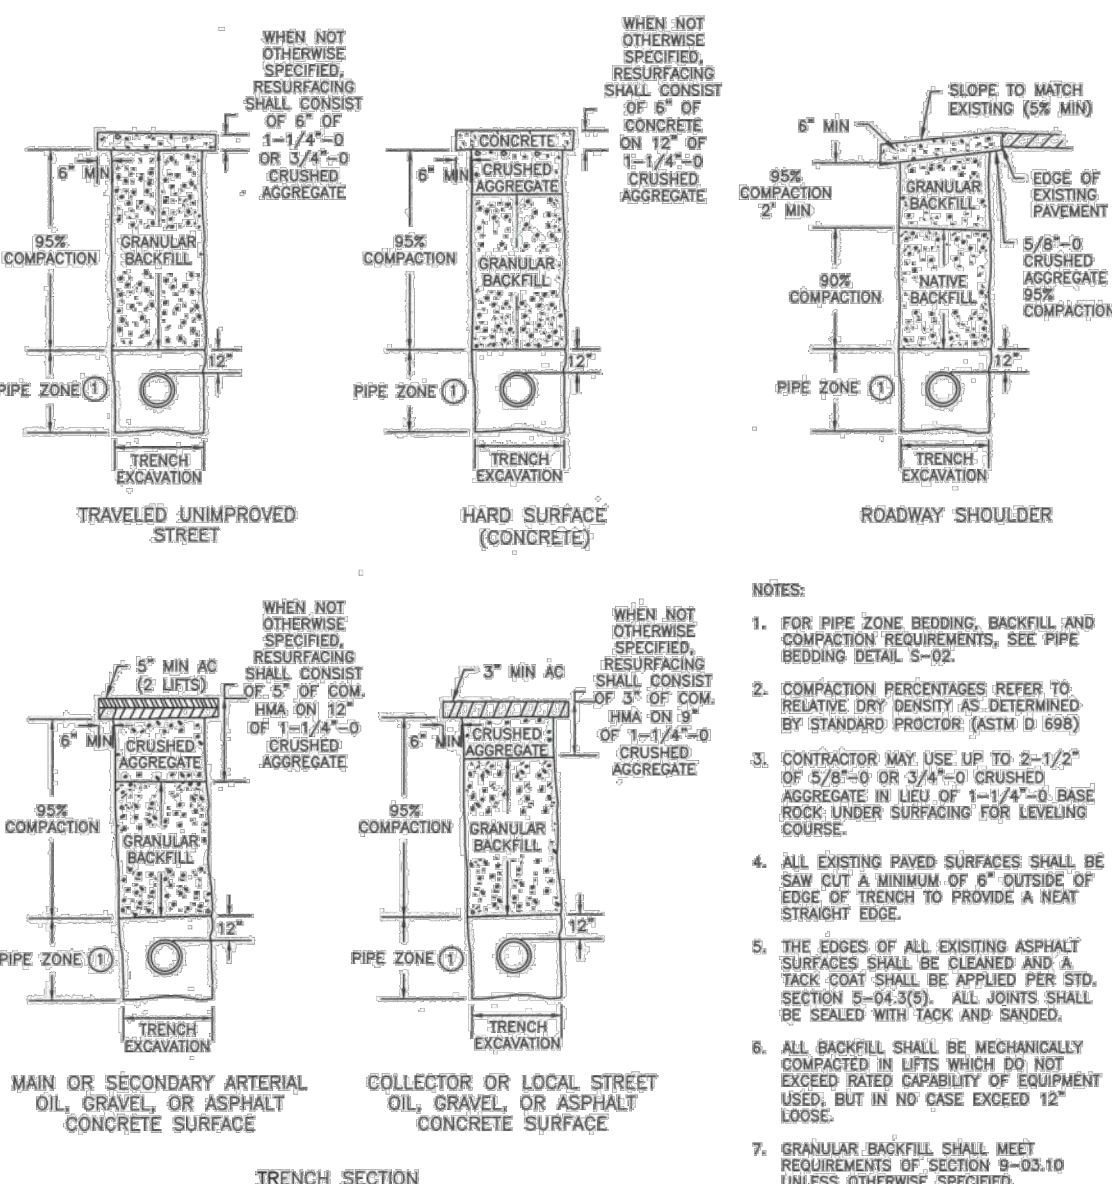 WHEN NOT
OTHERWISE
SPECIFIED,
RESURFACING
SHALL CONSIST
OF 6" OF
1-1/4"-0
OR 3/4"-0
CRUSHED
AGGREGATE
6" MIN
95%
COMPACTION
GRANULAR
BACKFILL
12"
PIPE ZONE 1
TRENCH
EXCAVATION
TRAVELED UNIMPROVED
STREET
WHEN NOT
OTHERWISE
SPECIFIED,
RESURFACING
SHALL CONSIST
OF 6" OF
CONCRETE
ON 12" OF
1-1/4"-0
CRUSHED
AGGREGATE
CONCRETE
6" MIN
CRUSHED
AGGREGATE
95%
COMPACTION
GRANULAR
BACKFILL
12"
PIPE ZONE 1
TRENCH
EXCAVATION
HARD SURFACE
(CONCRETE)
SLOPE TO MATCH
EXISTING (5% MIN)
6" MIN
95%
COMPACTION
2' MIN
GRANULAR
BACKFILL
EDGE OF
EXISTING
PAVEMENT
5/8"-0
CRUSHED
AGGREGATE
95%
COMPACTION
90%
COMPACTION
NATIVE
BACKFILL
12"
PIPE ZONE 1
TRENCH
EXCAVATION
ROADWAY SHOULDER
WHEN NOT
OTHERWISE
SPECIFIED,
RESURFACING
SHALL CONSIST
OF 5" OF COM.
HMA ON 12"
OF 1-1/4"-0
CRUSHED
AGGREGATE
5" MIN AC
(2 LIFTS)
6" MIN
CRUSHED
AGGREGATE
95%
COMPACTION
GRANULAR
BACKFILL
12"
PIPE ZONE 1
TRENCH
EXCAVATION
MAIN OR SECONDARY ARTERIAL
OIL, GRAVEL, OR ASPHALT
CONCRETE SURFACE
WHEN NOT
OTHERWISE
SPECIFIED,
RESURFACING
SHALL CONSIST
OF 3" OF COM.
HMA ON 9"
OF 1-1/4"-0
CRUSHED
AGGREGATE
3" MIN AC
6" MIN
CRUSHED
AGGREGATE
95%
COMPACTION
GRANULAR
BACKFILL
12"
PIPE ZONE 1
TRENCH
EXCAVATION
COLLECTOR OR LOCAL STREET
OIL, GRAVEL, OR ASPHALT
CONCRETE SURFACE
TRENCH SECTION
NOTES:
1. FOR PIPE ZONE BEDDING, BACKFILL AND
COMPACTION REQUIREMENTS, SEE PIPE
BEDDING DETAIL S-02.
2. COMPACTION PERCENTAGES REFER TO
RELATIVE DRY DENSITY AS DETERMINED
BY STANDARD PROCTOR (ASTM D 698)
3. CONTRACTOR MAY USE UP TO 2-1/2"
OF 5/8"-0 OR 3/4"-0 CRUSHED
AGGREGATE IN LIEU OF 1-1/4"-0 BASE
ROCK UNDER SURFACING FOR LEVELING
COURSE.
4. ALL EXISTING PAVED SURFACES SHALL BE
SAW CUT A MINIMUM OF 6" OUTSIDE OF
EDGE OF TRENCH TO PROVIDE A NEAT
STRAIGHT EDGE.
5. THE EDGES OF ALL EXISITING ASPHALT
SURFACES SHALL BE CLEANED AND A
TACK COAT SHALL BE APPLIED PER STD.
SECTION 5-04.3(5). ALL JOINTS SHALL
BE SEALED WITH TACK AND SANDED.
6. ALL BACKFILL SHALL BE MECHANICALLY
COMPACTED IN LIFTS WHICH DO NOT
EXCEED RATED CAPABILITY OF EQUIPMENT
USED, BUT IN NO CASE EXCEED 12"
LOOSE.
7. GRANULAR BACKFILL SHALL MEET
REQUIREMENTS OF SECTION 9-03.10
UNLESS OTHERWISE SPECIFIED.